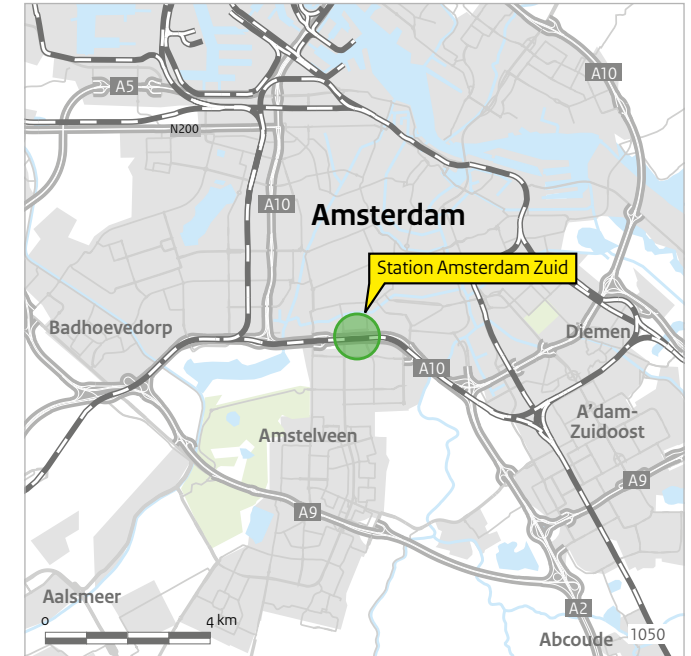 A10
A5
N200
A10
Amsterdam
Station Amsterdam Zuid
Badhoevedorp
Diemen
A10
A'dam-
Zuidoost
Amstelveen
A9
A9
Aalsmeer
0 4 km
A2
1050
Abcoude